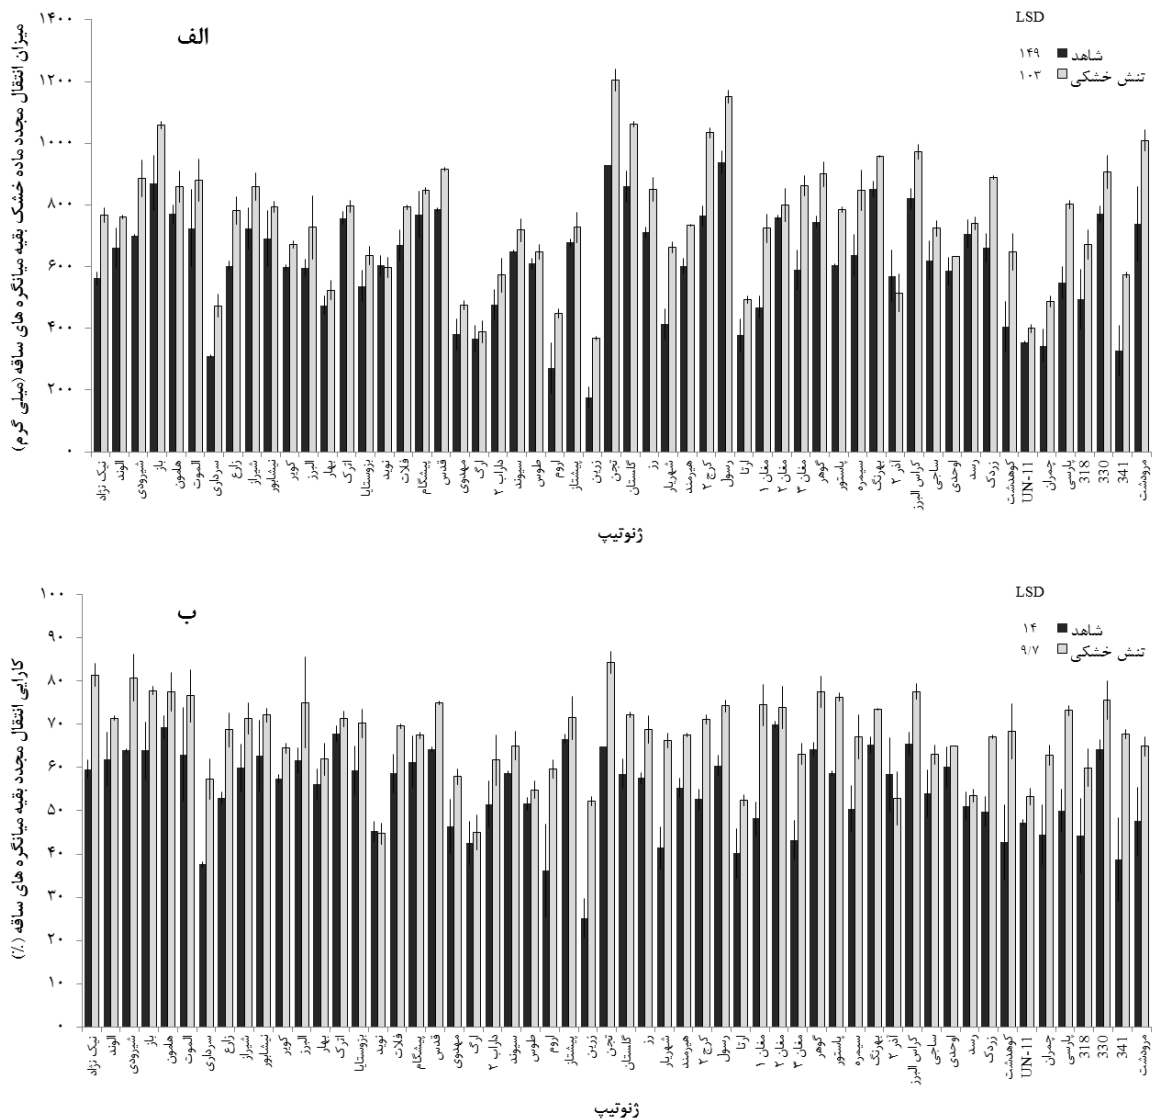 الف
LSD
شاهد ۱۴۹
تنش خشکی ۱۰۳
میزان انتقال مجدد ماده خشک بقیه میانگره های ساقه (میلی گرم)
۱۴۰۰
۱۲۰۰
۱۰۰۰
۸۰۰
۶۰۰
۴۰۰
۲۰۰
۰
نیک نژاد
الوند
شیرودی
باز
هامون
الموت
سرداری
زارع
شیراز
نیشابور
کویر
البرز
بهار
اترک
بزوستایا
نوید
فلات
پیشگام
قدس
مهدوی
ارگ
داراب ۲
سیوند
طوس
اروم
پیشتاز
زرین
تجن
گلستان
رز
شهریار
هیرمند
کرج ۲
رسول
ارتا
مغان ۱
مغان ۲
مغان ۳
گوهر
پاستور
سیمره
بهرنگ
آذر ۲
کراس البرز
ساجی
اوحدی
رصد
زردک
کوهدشت
UN-11
چمران
پارسی
318
330
341
مرودشت
ژنوتیپ
ب
LSD
شاهد ۱۴
تنش خشکی ۹/۷
کارایی انتقال مجدد بقیه میانگره های ساقه (٪)
۱۰۰
۹۰
۸۰
۷۰
۶۰
۵۰
۴۰
۳۰
۲۰
۱۰
۰
نیک نژاد
الوند
شیرودی
باز
هامون
الموت
سرداری
زارع
شیراز
نیشابور
کویر
البرز
بهار
اترک
بزوستایا
نوید
فلات
پیشگام
قدس
مهدوی
ارگ
داراب ۲
سیوند
طوس
اروم
پیشتاز
زرین
تجن
گلستان
رز
شهریار
هیرمند
کرج ۲
رسول
ارتا
مغان ۱
مغان ۲
مغان ۳
گوهر
پاستور
سیمره
بهرنگ
آذر ۲
کراس البرز
ساجی
اوحدی
رصد
زردک
کوهدشت
UN-11
چمران
پارسی
318
330
341
مرودشت
ژنوتیپ